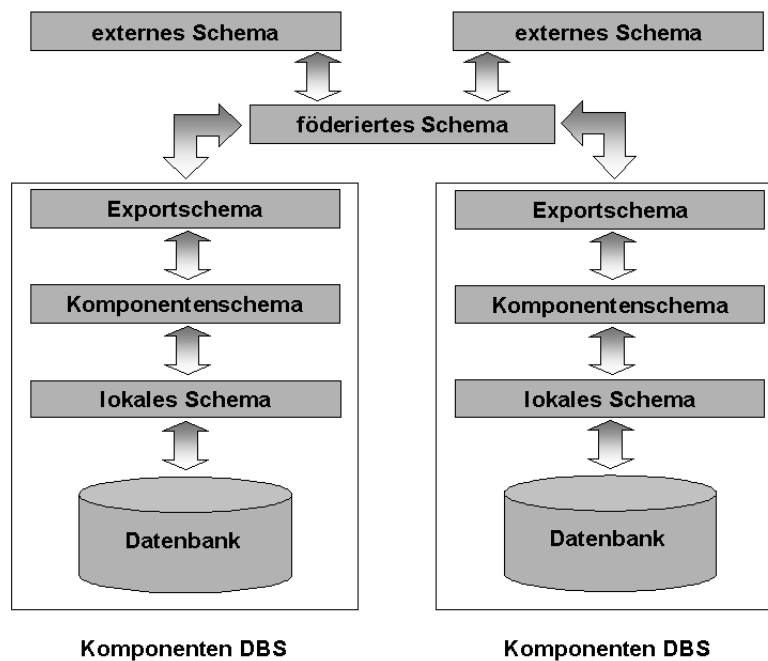 externes Schema
externes Schema
föderiertes Schema
Exportschema
Exportschema
Komponentenschema
Komponentenschema
lokales Schema
lokales Schema
Datenbank
Datenbank
Komponenten DBS
Komponenten DBS